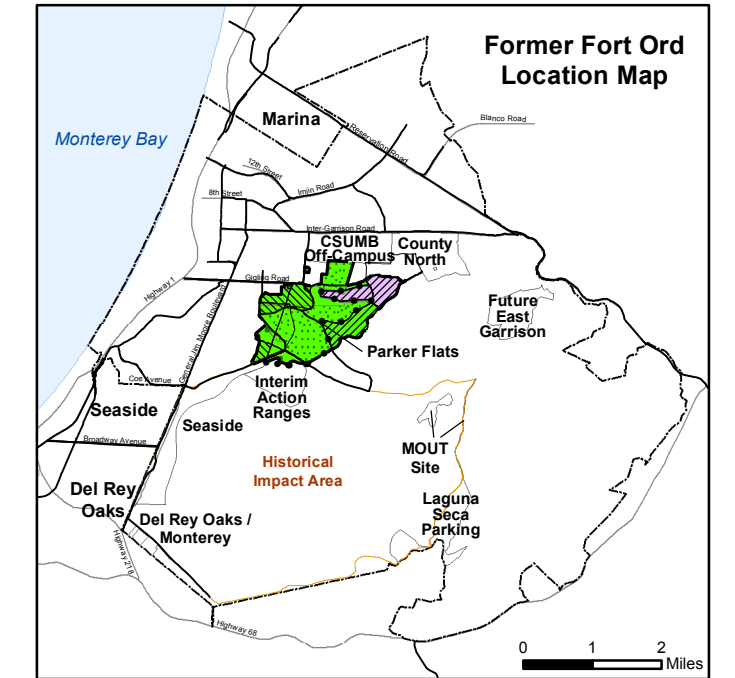 Former Fort Ord
Location Map
Monterey Bay
Marina
Blanco Road
Reservation Road
12th Street
Imjin Road
8th Street
Inter-Garrison Road
CSUMB
Off-Campus
County
North
Gigling Road
Highway 1
General Jim Moore Boulevard
Future
East
Garrison
Parker Flats
Coe Avenue
Interim
Action
Ranges
Seaside
Seaside
Broadway Avenue
MOUT
Site
Historical
Impact Area
Del Rey
Oaks
Laguna
Seca
Parking
Del Rey Oaks /
Monterey
Highway 218
Highway 68
0 1 2
Miles